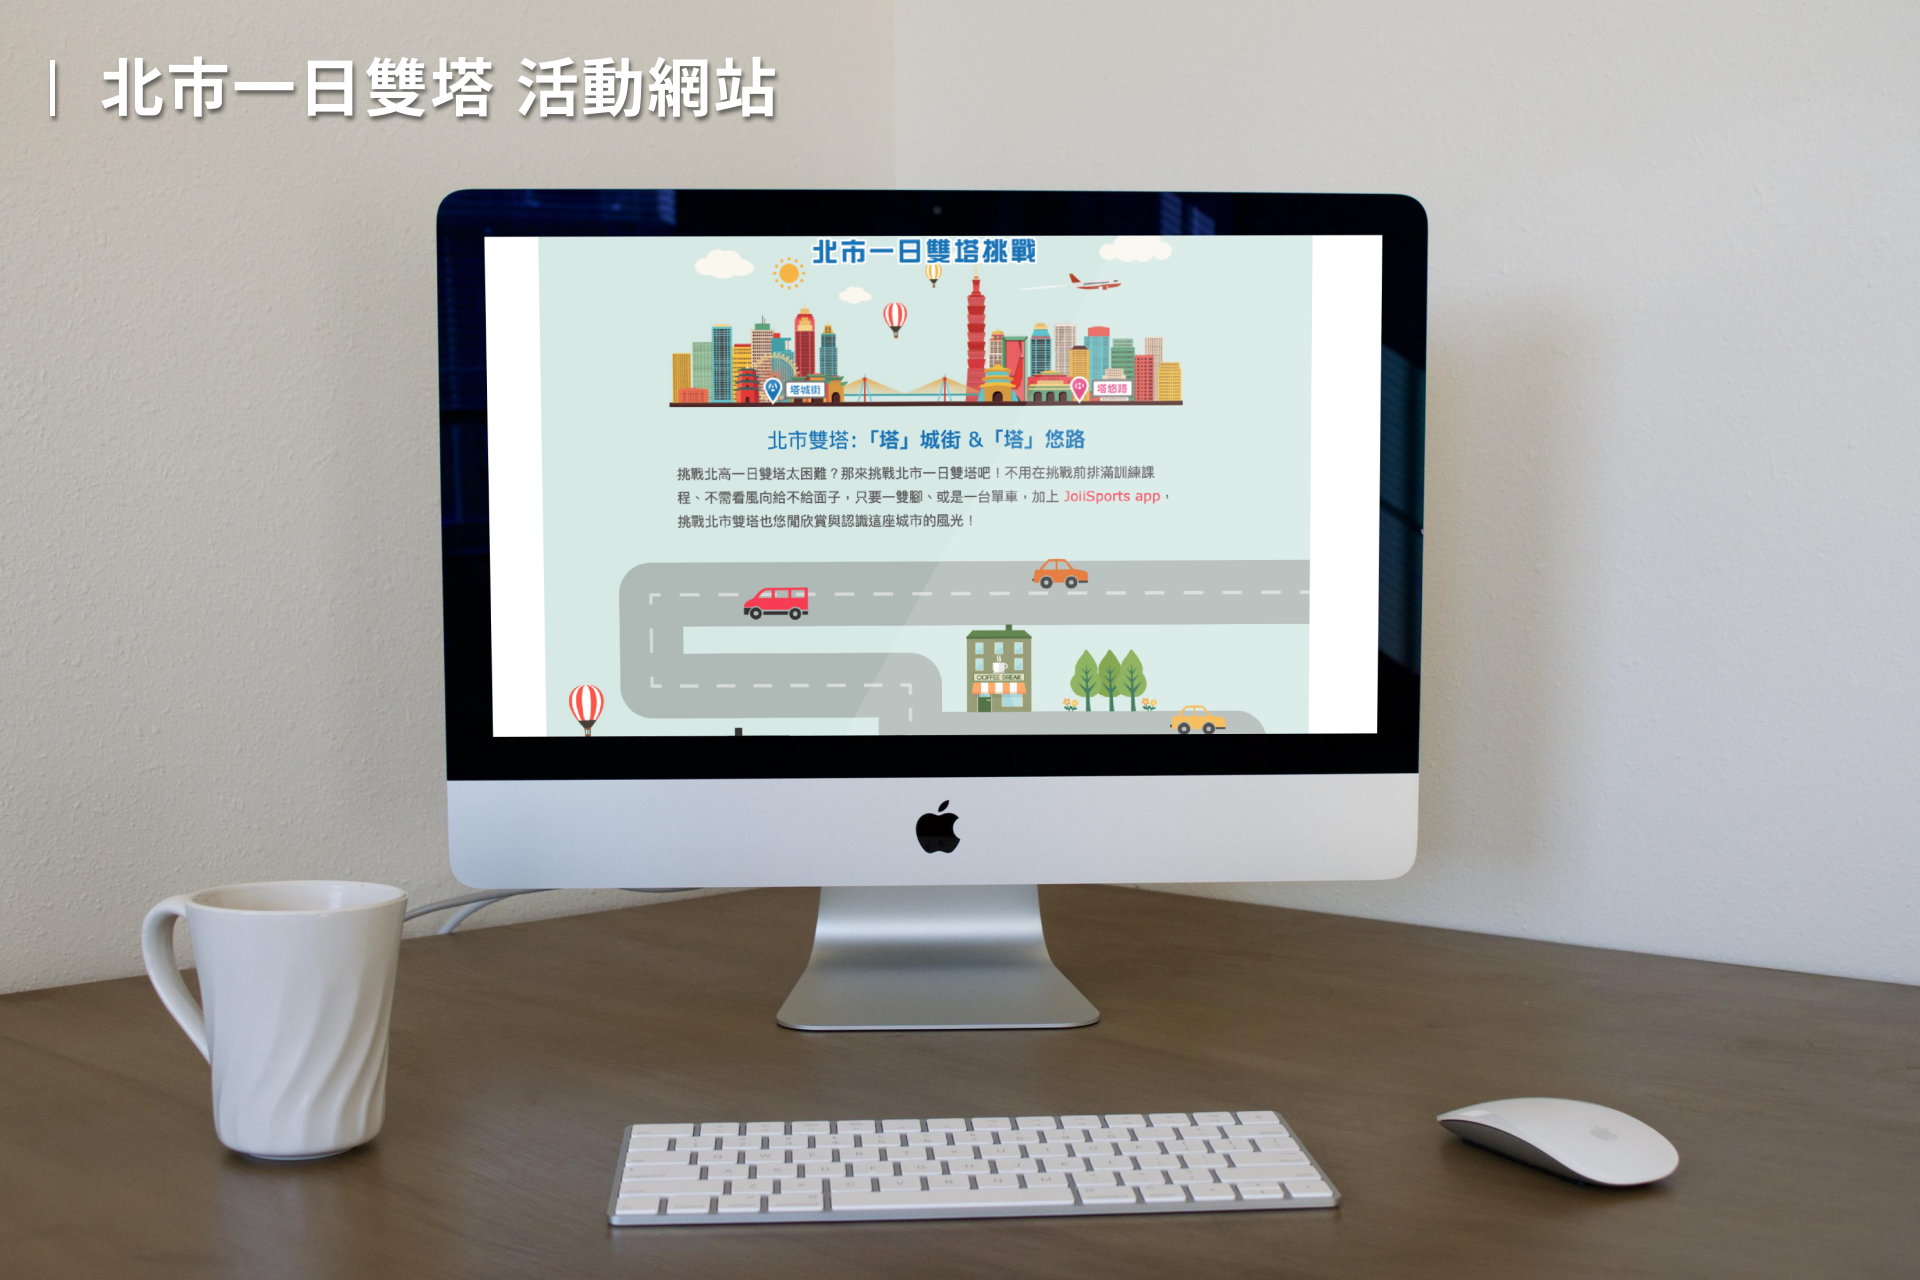 | 北市一日雙塔 活動網站
北市一日雙塔挑戰
塔城街
塔悠路
北市雙塔:「塔」城街 &「塔」悠路
挑戰北高一日雙塔太困難？那來挑戰北市一日雙塔吧！不用在挑戰前排滿訓練課
程、不需看風向給不給面子，只要一雙腳、或是一台單車，加上 JoiiSports app，
挑戰北市雙塔也悠閒欣賞與認識這座城市的風光！
COFFEE BREAK